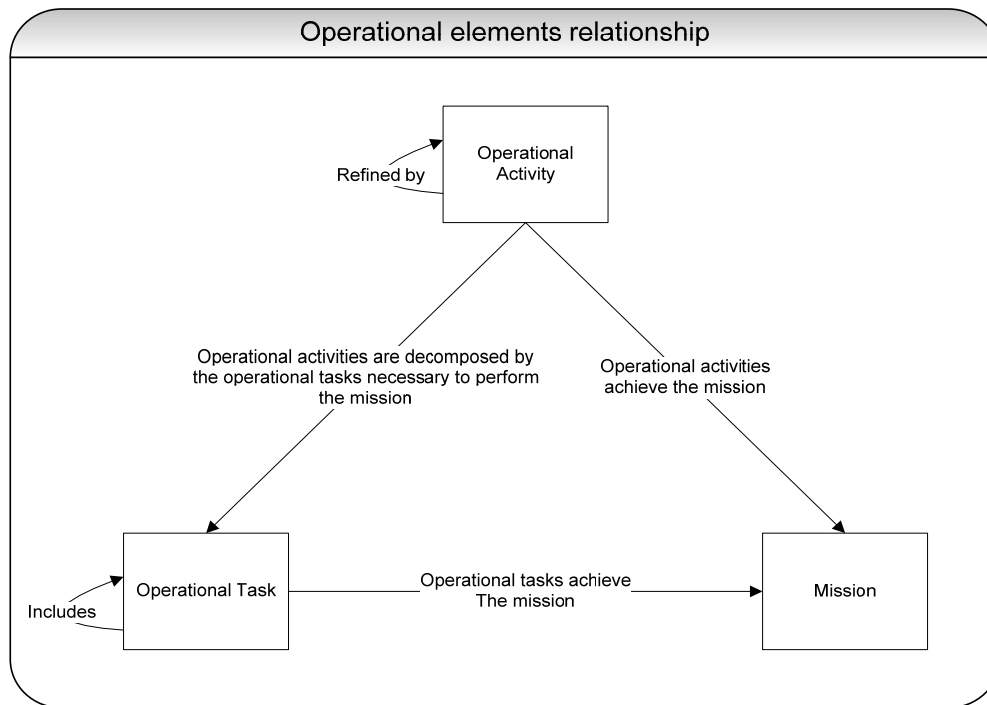 Operational elements relationship
Operational
Activity
Refined by
Operational activities are decomposed by
the operational tasks necessary to perform
the mission
Operational activities
achieve the mission
Operational Task
Includes
Operational tasks achieve
The mission
Mission